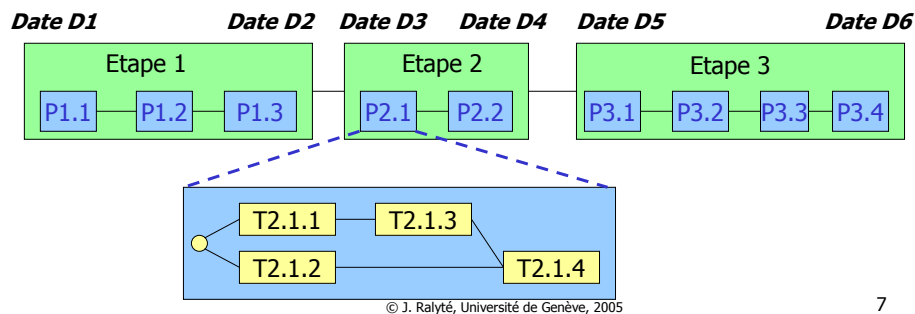 Date D1 Date D2 Date D3 Date D4 Date D5 Date D6
Etape 1 Etape 2 Etape 3
P1.1 P1.2 P1.3 P2.1 P2.2 P3.1 P3.2 P3.3 P3.4
T2.1.1 T2.1.3
T2.1.2 T2.1.4
© J. Ralyté, Université de Genève, 2005 7